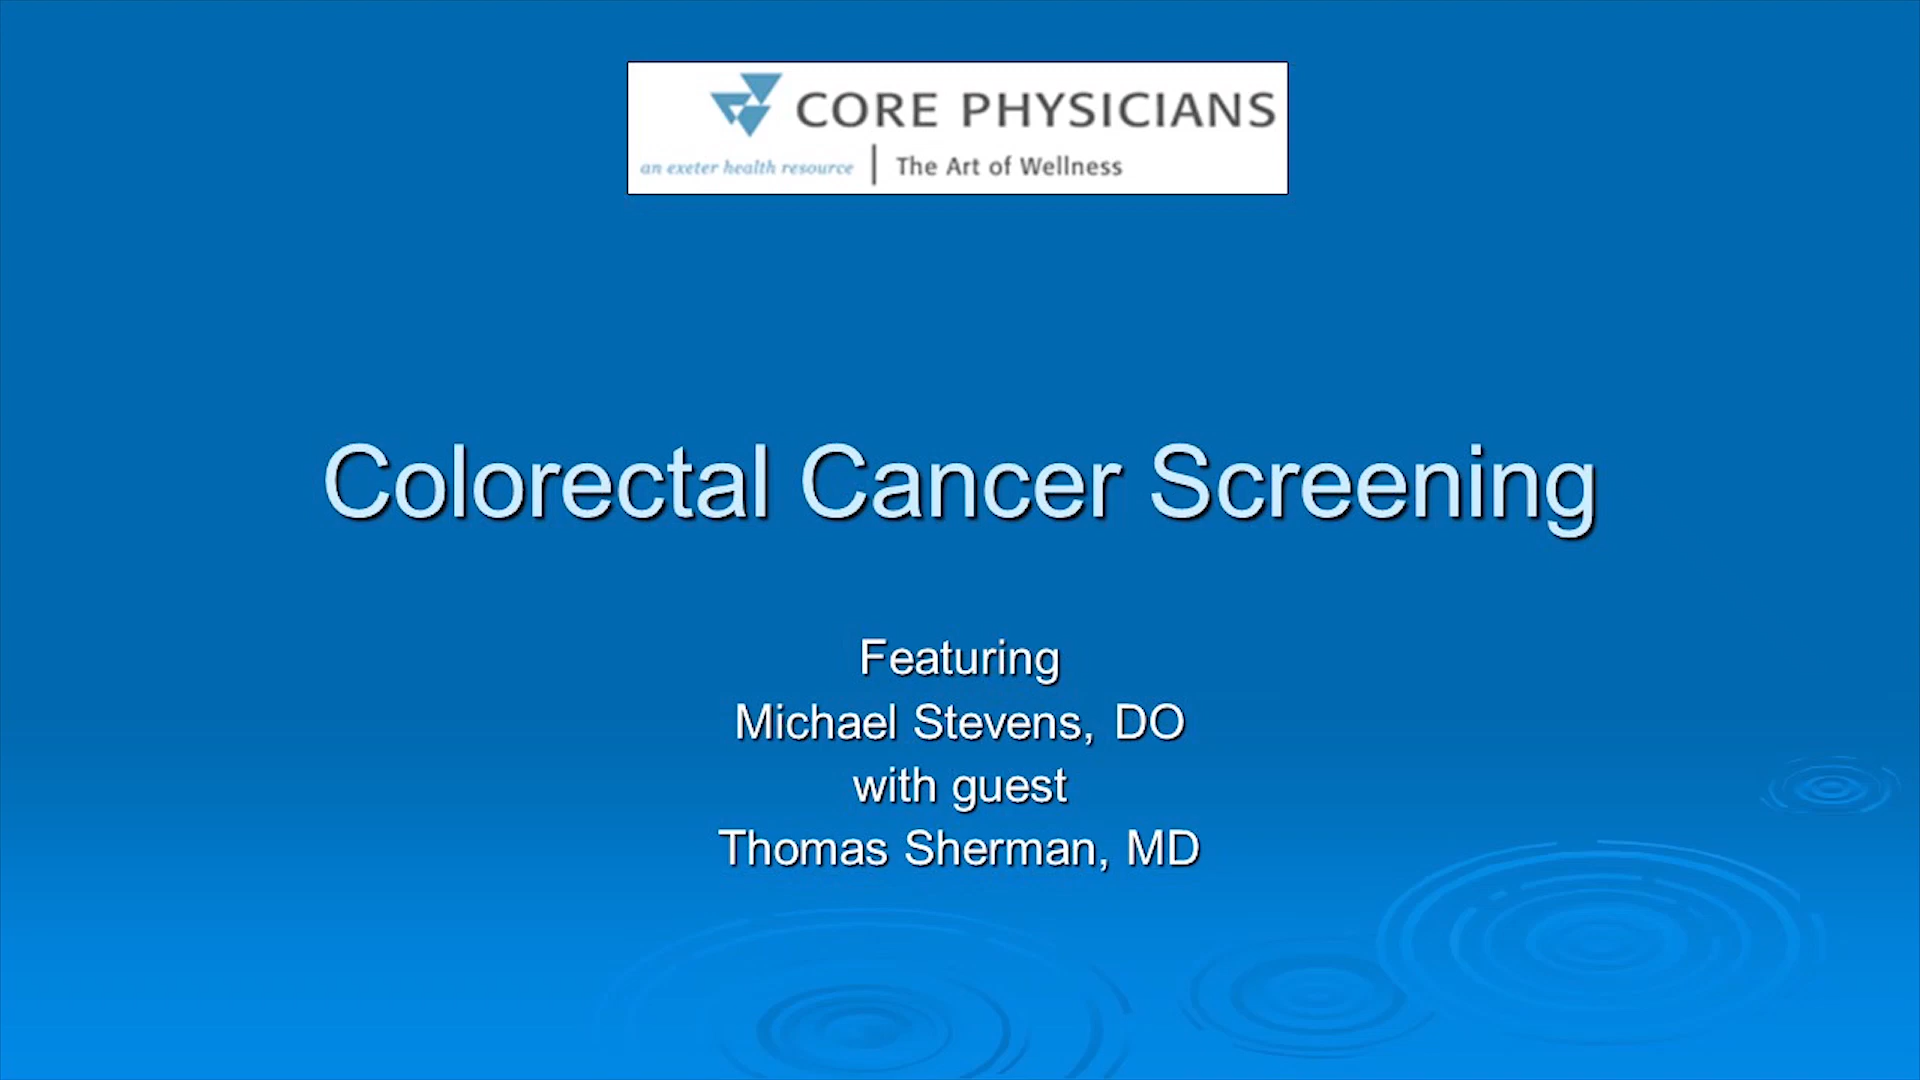 CORE PHYSICIANS
an exeter health resource | The Art of Wellness
Colorectal Cancer Screening
Featuring
Michael Stevens, DO
with guest
Thomas Sherman, MD